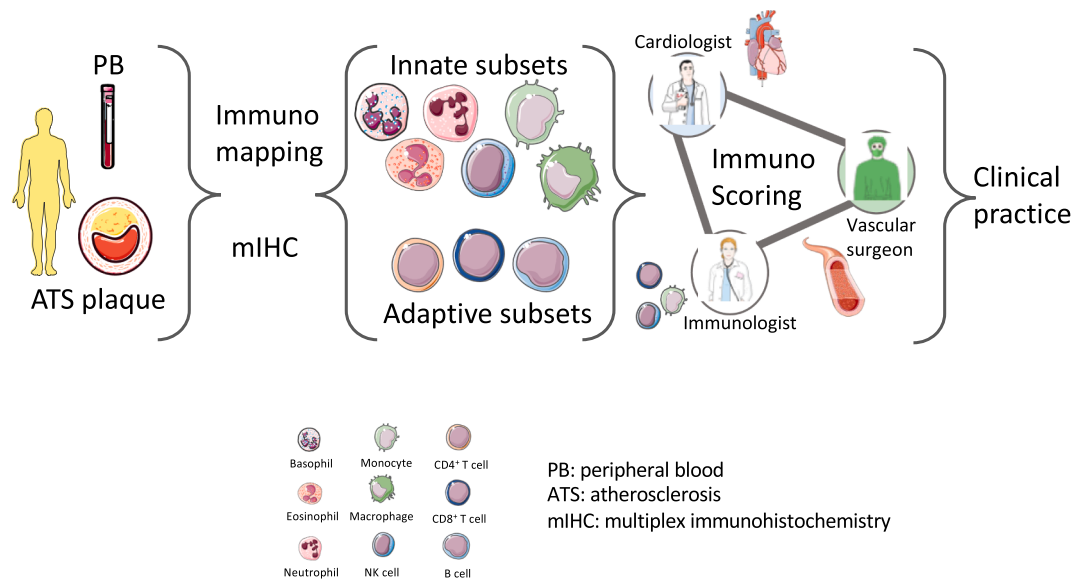 PB
ATS plaque
Immuno
mapping
mIHC
Innate subsets
Adaptive subsets
Cardiologist
Immuno
Scoring
Vascular
surgeon
Immunologist
Clinical
practice
Basophil
Monocyte
CD4⁺ T cell
Eosinophil
Macrophage
CD8⁺ T cell
Neutrophil
NK cell
B cell
PB: peripheral blood
ATS: atherosclerosis
mIHC: multiplex immunohistochemistry